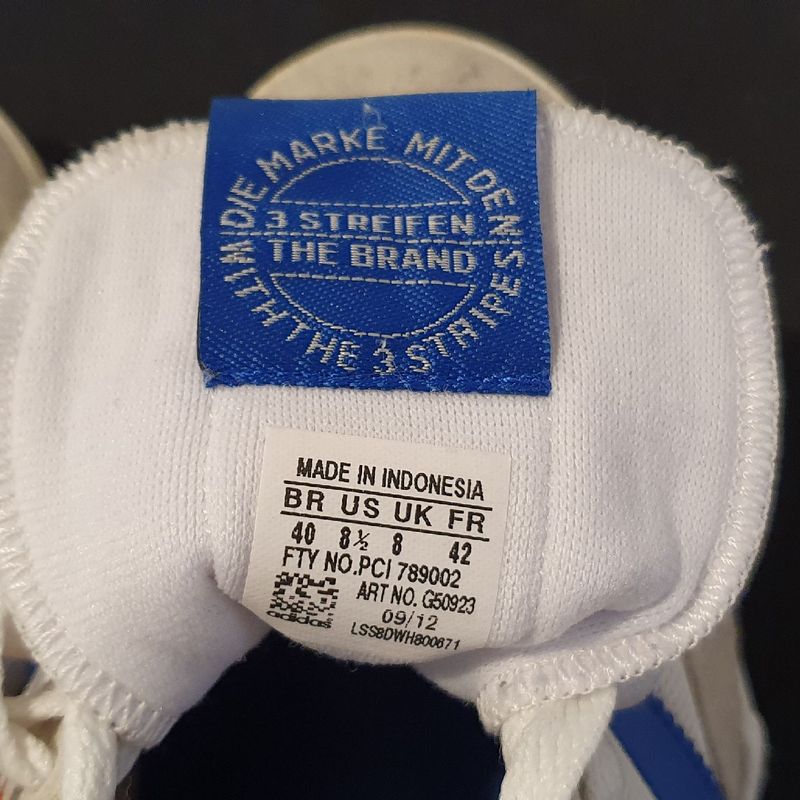 DIE MARKE MIT DEN
3 STREIFEN
THE BRAND
WITH THE 3 STRIPES
MADE IN INDONESIA
BR US UK FR
40 8½ 8 42
FTY NO.PCI 789002
ART NO. G50923
09/12
adidas
LSS8DWH800671